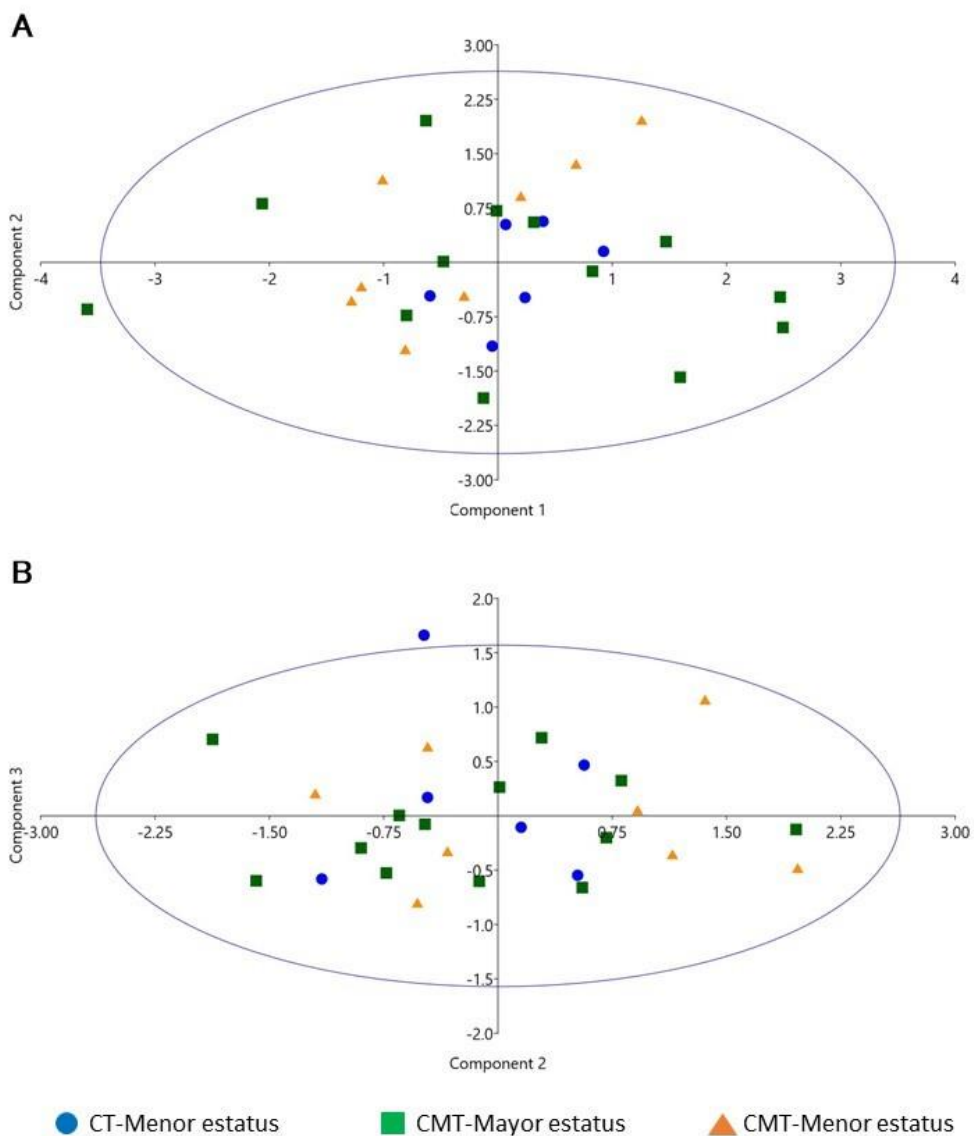 A
3.00
2.25
1.50
0.75
-4 -3 -2 -1 1 2 3 4
-0.75
-1.50
-2.25
-3.00
Component 2
Component 1
B
2.0
1.5
1.0
0.5
-3.00 -2.25 -1.50 -0.75 0.75 1.50 2.25 3.00
-0.5
-1.0
-1.5
-2.0
Component 3
Component 2
CT-Menor estatus CMT-Mayor estatus CMT-Menor estatus